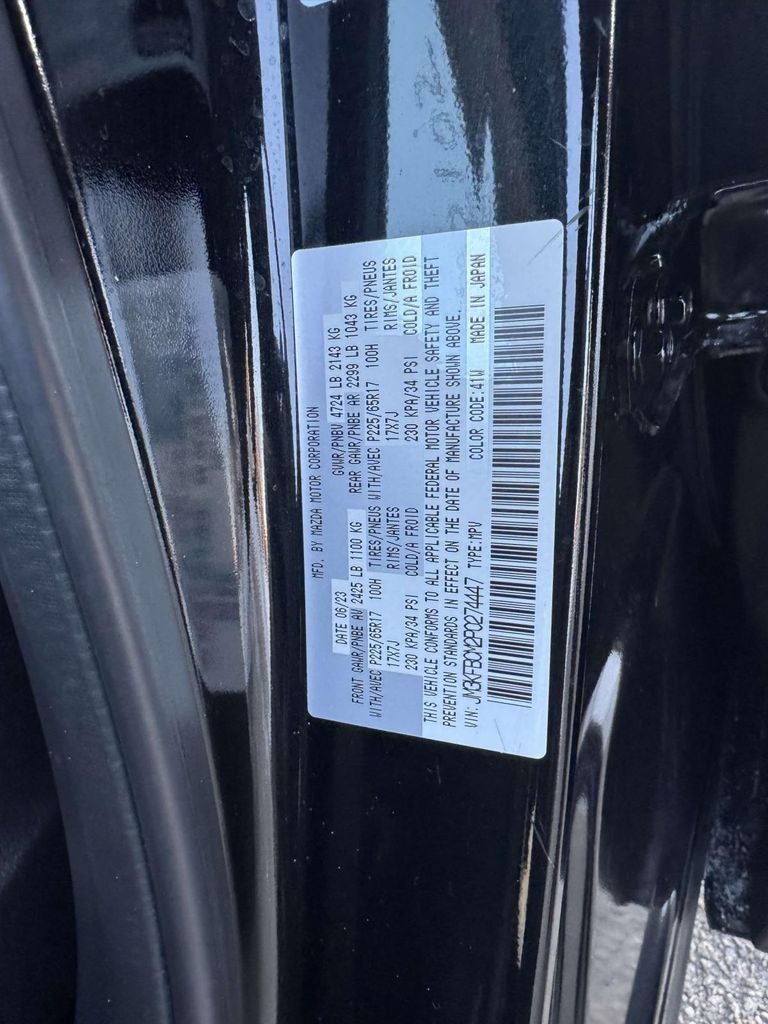 MFD. BY MAZDA MOTOR CORPORATION
DATE 06/23 GVWR/PNBV 4724 LB 2143 KG
FRONT GAWR/PNBE AV 2425 LB 1100 KG REAR GAWR/PNBE AR 2299 LB 1043 KG
WITH/AVEC P225/65R17 100H TIRES/PNEUS WITH/AVEC P225/65R17 100H TIRES/PNEUS
17X7J RIMS/JANTES 17X7J RIMS/JANTES
230 KPA/34 PSI COLD/A FROID 230 KPA/34 PSI COLD/A FROID
THIS VEHICLE CONFORMS TO ALL APPLICABLE FEDERAL MOTOR VEHICLE SAFETY AND THEFT
PREVENTION STANDARDS IN EFFECT ON THE DATE OF MANUFACTURE SHOWN ABOVE.
VIN: JM3KFBCM2P0274447 TYPE:MPV COLOR CODE:41W MADE IN JAPAN